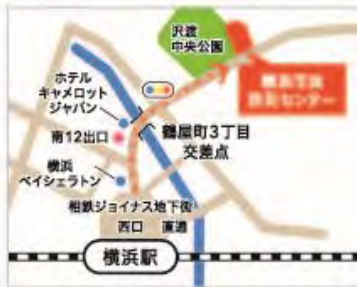 沢渡
中央公園
横浜市民
防災センター
ホテル
キャメロット
ジャパン
南12出口
鶴屋町3丁目
交差点
横浜
ベイシェラトン
相鉄ジョイナス地下街
西口 直通
横浜駅